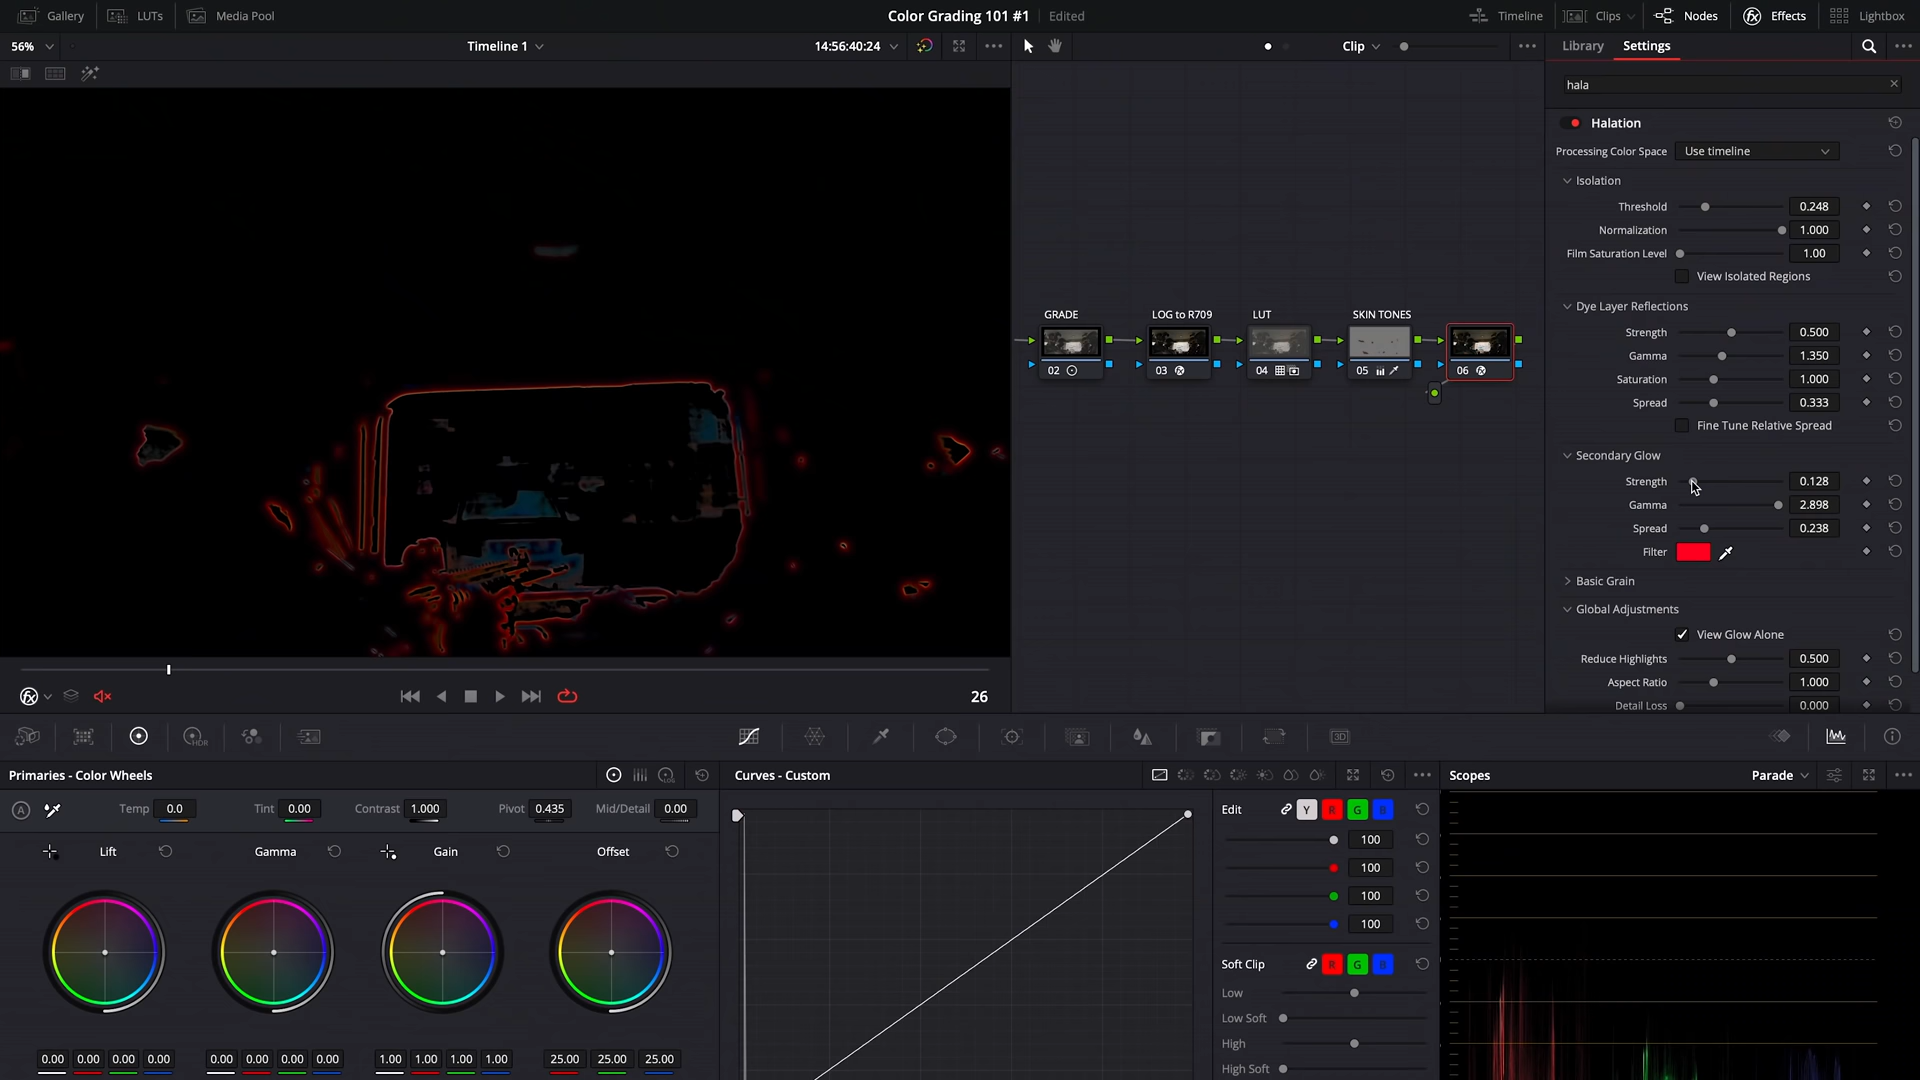 Gallery LUTs Media Pool Color Grading 101 #1 Edited Timeline Clips Nodes Effects Lightbox
56% Timeline 1 14:56:40:24 Clip Library Settings
hala
Halation
Processing Color Space Use timeline
Isolation
Threshold 0.248
Normalization 1.000
Film Saturation Level 1.00
View Isolated Regions
Dye Layer Reflections
Strength 0.500
Gamma 1.350
Saturation 1.000
Spread 0.333
Fine Tune Relative Spread
Secondary Glow
Strength 0.128
Gamma 2.898
Spread 0.238
Filter
Basic Grain
Global Adjustments
View Glow Alone
Reduce Highlights 0.500
Aspect Ratio 1.000
Detail Loss 0.000
GRADE LOG to R709 LUT SKIN TONES
02 03 04 05 06
26
HDR 3D
Primaries - Color Wheels
A Temp 0.0 Tint 0.00 Contrast 1.000 Pivot 0.435 Mid/Detail 0.00
Lift Gamma Gain Offset
0.00 0.00 0.00 0.00 0.00 0.00 0.00 0.00 1.00 1.00 1.00 1.00 25.00 25.00 25.00
Curves - Custom
Edit Y R G B
100
100
100
100
Soft Clip R G B
Low
Low Soft
High
High Soft
Scopes Parade